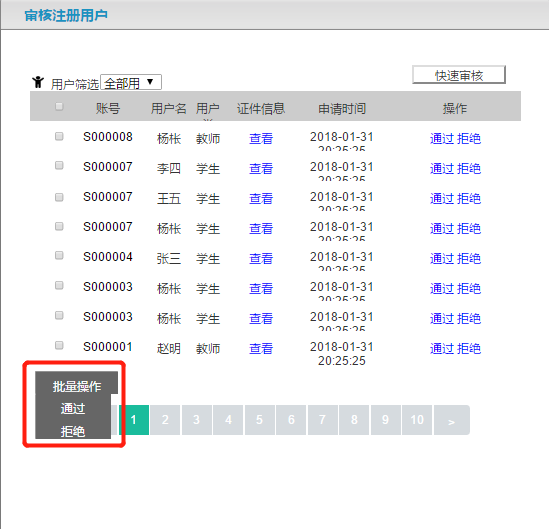 审核注册用户
用户筛选 全部用 快速审核
账号 用户名 用户 证件信息 申请时间 操作
S000008 杨枨 教师 查看 2018-01-31 20:25:25 通过 拒绝
S000007 李四 学生 查看 2018-01-31 20:25:25 通过 拒绝
S000007 王五 学生 查看 2018-01-31 20:25:25 通过 拒绝
S000007 杨枨 学生 查看 2018-01-31 20:25:25 通过 拒绝
S000004 张三 学生 查看 2018-01-31 20:25:25 通过 拒绝
S000003 杨枨 学生 查看 2018-01-31 20:25:25 通过 拒绝
S000003 杨枨 学生 查看 2018-01-31 20:25:25 通过 拒绝
S000001 赵明 教师 查看 2018-01-31 20:25:25 通过 拒绝
批量操作
通过
拒绝
1 2 3 4 5 6 7 8 9 10 >